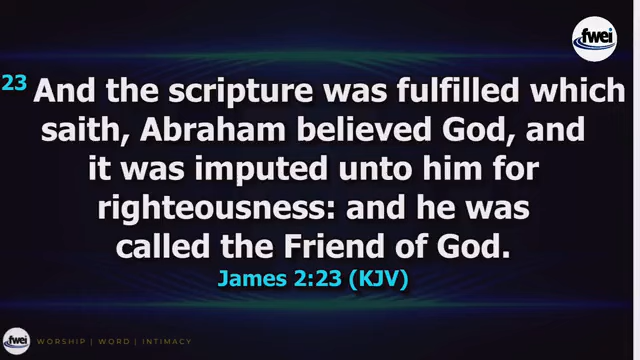 fwei
23 And the scripture was fulfilled which
saith, Abraham believed God, and
it was imputed unto him for
righteousness: and he was
called the Friend of God.
James 2:23 (KJV)
fwei WORSHIP | WORD | INTIMACY